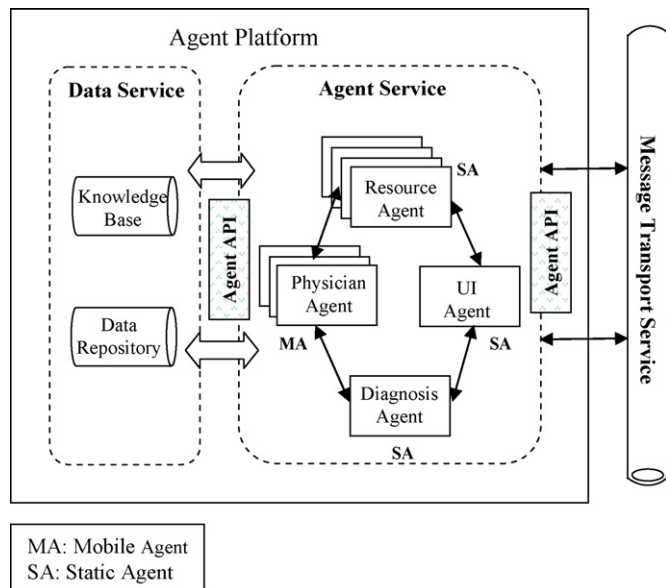 Agent Platform
Data Service
Agent Service
Knowledge
Base
Data
Repository
Agent API
SA
Resource
Agent
Physician
Agent
MA
UI
Agent
SA
Diagnosis
Agent
SA
Agent API
Message Transport Service
MA: Mobile Agent
SA: Static Agent